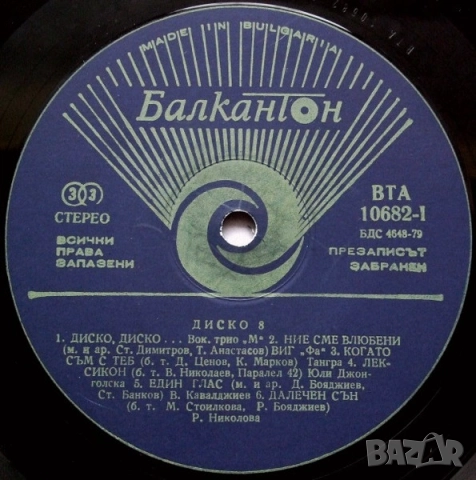 MADE IN BULGARIA
Балкантон
33
СТЕРЕО
ВСИЧКИ
ПРАВА
ЗАПАЗЕНИ
ВТА
10682-I
БДС 4648-79
ПРЕЗАПИСЪТ
ЗАБРАНЕН
ДИСКО 8
1. ДИСКО, ДИСКО... Вок. трио „М" 2. НИЕ СМЕ ВЛЮБЕНИ
(м. и ар. Ст. Димитров, Т. Анастасов) ВИГ „Фа" 3. КОГАТО
СЪМ С ТЕБ (б. т. Д. Ценов, К. Марков) Тангра 4. ЛЕК-
СИКОН (б. т. В. Николаев, Паралел 42) Юли Джон-
голска 5. ЕДИН ГЛАС (м. и ар. Д. Бояджиев,
Ст. Банков) В. Кавалджиев 6. ДАЛЕЧЕН СЪН
(б. т. М. Стоилкова, Р. Бояджиев)
Р. Николова
BAZAR